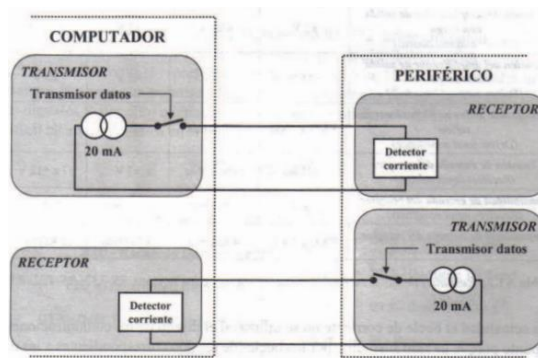 COMPUTADOR
TRANSMISOR
Transmisor datos
20 mA
PERIFÉRICO
RECEPTOR
Detector
corriente
RECEPTOR
Detector
corriente
TRANSMISOR
Transmisor datos
20 mA